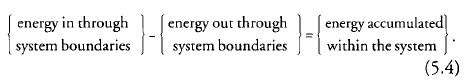 {energy in through} − {energy out through} = {energy accumulated}
{system boundaries} − {system boundaries} = {within the system}.
(5.4)